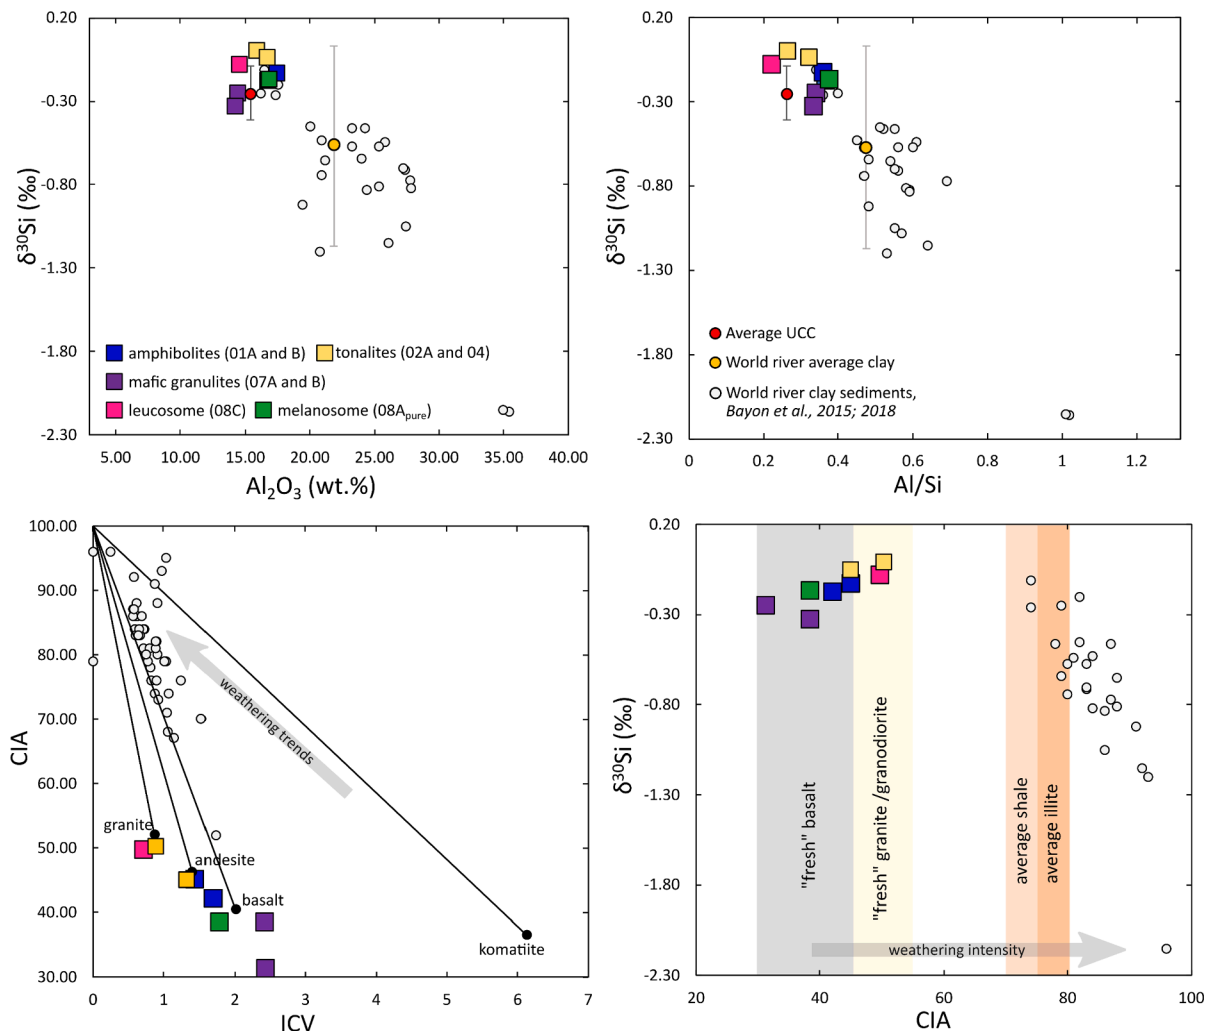 0.20
-0.30
-0.80
-1.30
-1.80
-2.30
δ³⁰Si (‰)
amphibolites (01A and B)
tonalites (02A and 04)
mafic granulites (07A and B)
leucosome (08C)
melanosome (08Apure)
5.00 10.00 15.00 20.00 25.00 30.00 35.00 40.00
Al₂O₃ (wt.%)
0.20
-0.30
-0.80
-1.30
-1.80
-2.30
δ³⁰Si (‰)
Average UCC
World river average clay
World river clay sediments,
Bayon et al., 2015; 2018
0 0.2 0.4 0.6 0.8 1 1.2
Al/Si
100.00
90.00
80.00
70.00
60.00
50.00
40.00
30.00
CIA
weathering trends
granite
andesite
basalt
komatiite
0 1 2 3 4 5 6 7
ICV
0.20
-0.30
-0.80
-1.30
-1.80
-2.30
δ³⁰Si (‰)
"fresh" basalt
"fresh" granite /granodiorite
average shale
average illite
weathering intensity
20 40 60 80 100
CIA